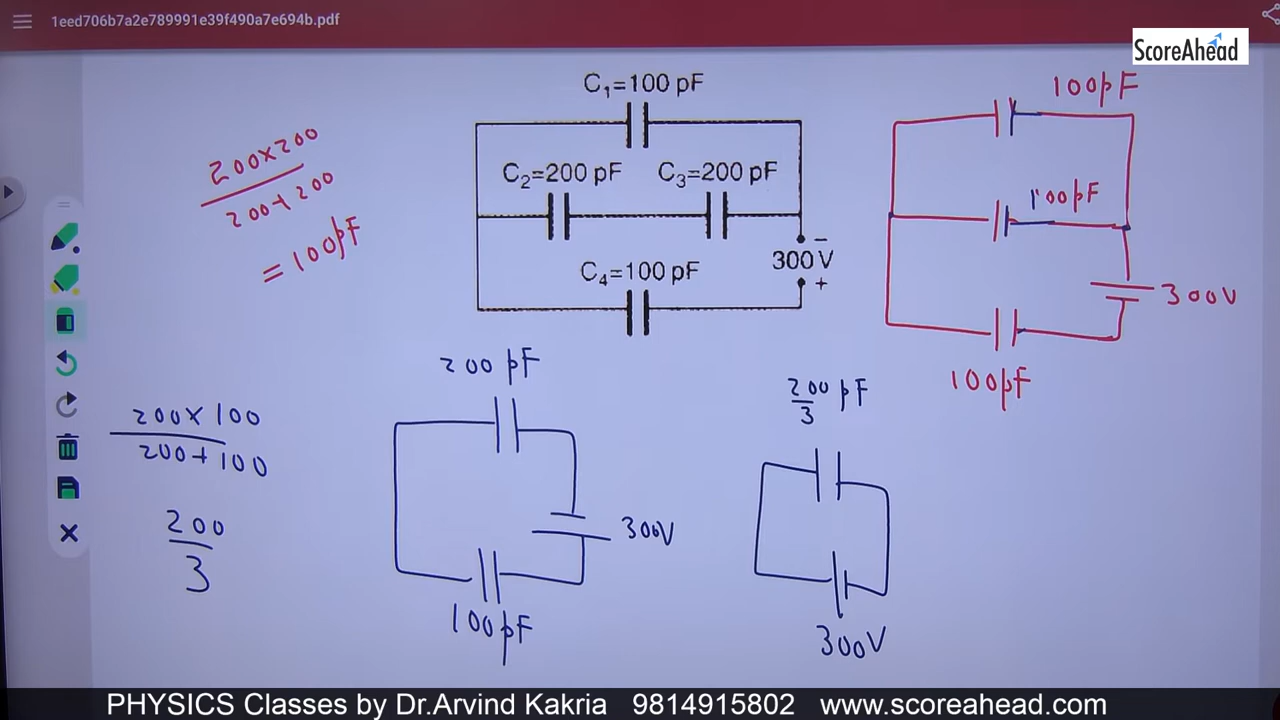 1eed706b7a2e789991e39f490a7e694b.pdf
ScoreAhead
C₁=100 pF
C₂=200 pF
C₃=200 pF
300 V
−
+
C₄=100 pF
200×200
200+200
=100pF
100pF
100pF
300V
100pF
200 pF
300V
100pF
200 pF
3
300V
200×100
200+100
200
3
PHYSICS Classes by Dr.Arvind Kakria 9814915802 www.scoreahead.com